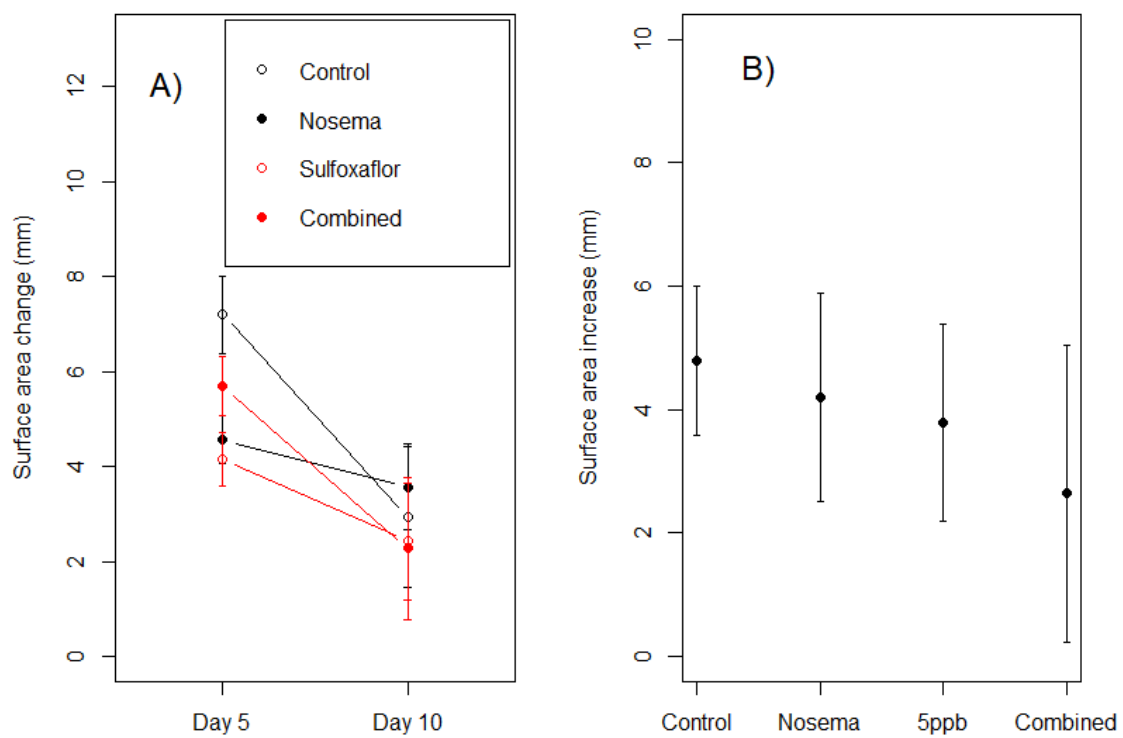 A)
Control
Nosema
Sulfoxaflor
Combined
Surface area change (mm)
12
10
8
6
4
2
0
Day 5
Day 10
B)
Surface area increase (mm)
10
8
6
4
2
0
Control
Nosema
5ppb
Combined